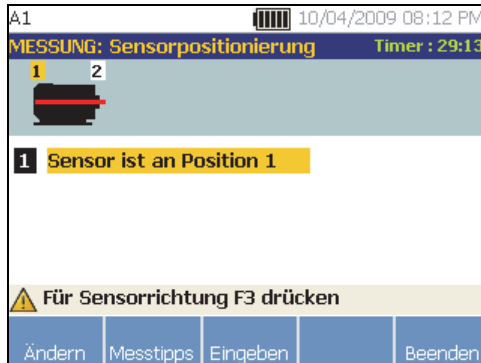 A1 10/04/2009 08:12 PM
MESSUNG: Sensorpositionierung Timer : 29:13
1 2
1 Sensor ist an Position 1
Für Sensorrichtung F3 drücken
Ändern Messtipps Eingeben Beenden